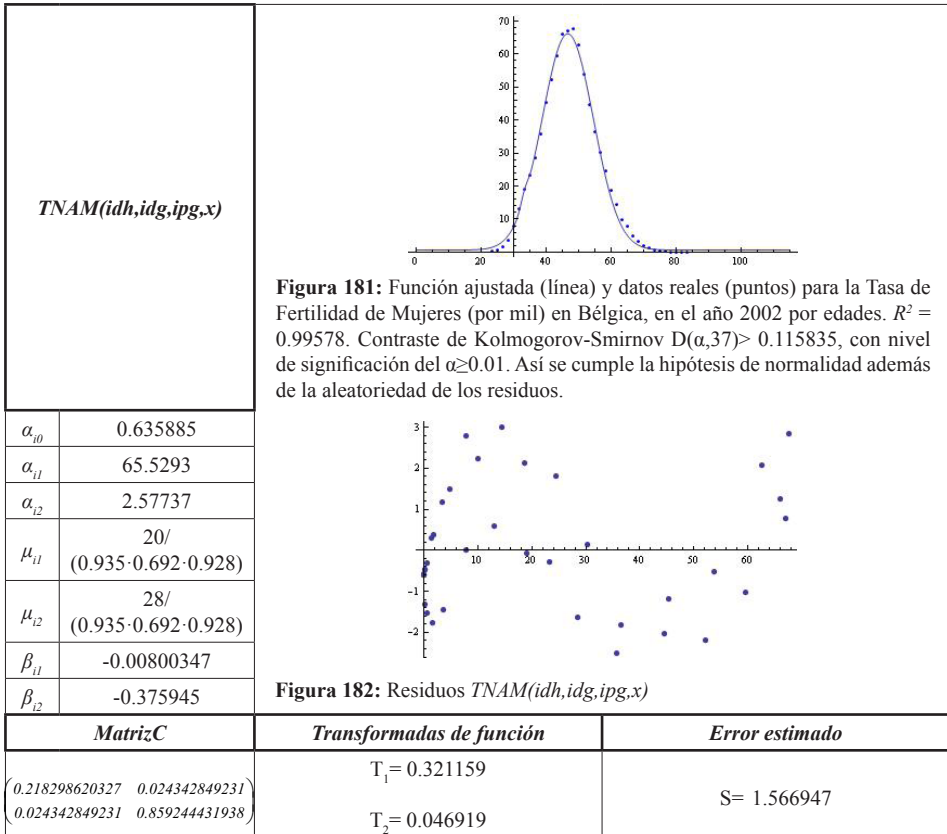 TNAM(idh,idg,ipg,x)
70
60
50
40
30
20
10
0 20 40 60 80 100
Figura 181: Función ajustada (línea) y datos reales (puntos) para la Tasa de
Fertilidad de Mujeres (por mil) en Bélgica, en el año 2002 por edades. R² =
0.99578. Contraste de Kolmogorov-Smirnov D(α,37)> 0.115835, con nivel
de significación del α≥0.01. Así se cumple la hipótesis de normalidad además
de la aleatoriedad de los residuos.
α_i0 0.635885
α_i1 65.5293
α_i2 2.57737
μ_i1 20/
(0.935·0.692·0.928)
μ_i2 28/
(0.935·0.692·0.928)
β_i1 -0.00800347
β_i2 -0.375945
3
2
1
10 20 30 40 50 60
-1
-2
Figura 182: Residuos TNAM(idh,idg,ipg,x)
MatrizC Transformadas de función Error estimado
0.218298620327 0.024342849231
0.024342849231 0.859244431938
T₁= 0.321159
T₂= 0.046919
S= 1.566947